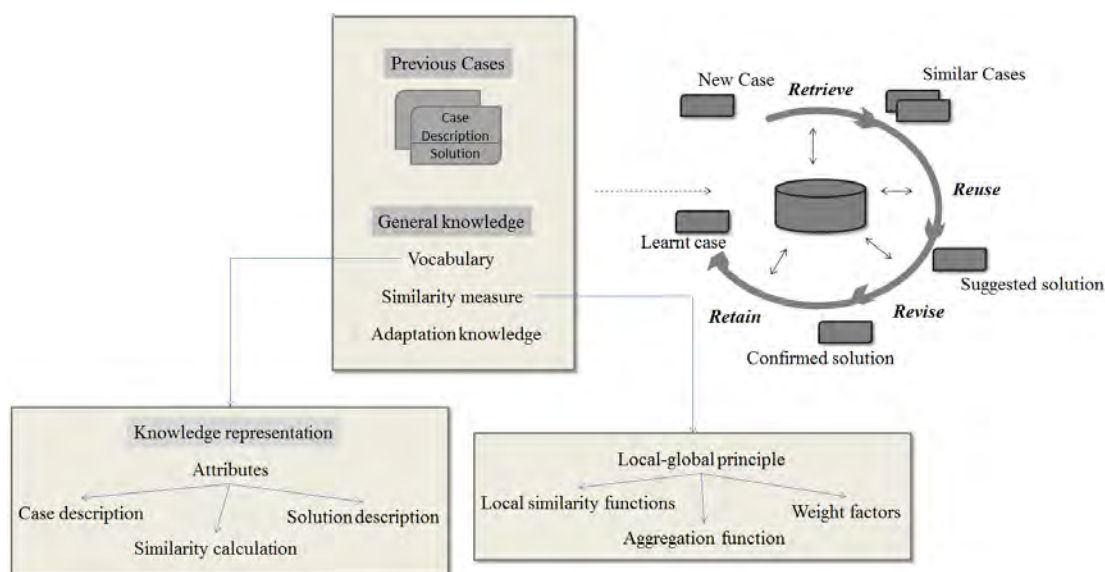 Previous Cases
Case
Description
Solution
General knowledge
Vocabulary
Similarity measure
Adaptation knowledge
New Case
Retrieve
Similar Cases
Reuse
Learnt case
Suggested solution
Retain
Revise
Confirmed solution
Knowledge representation
Attributes
Case description
Solution description
Similarity calculation
Local-global principle
Local similarity functions
Weight factors
Aggregation function